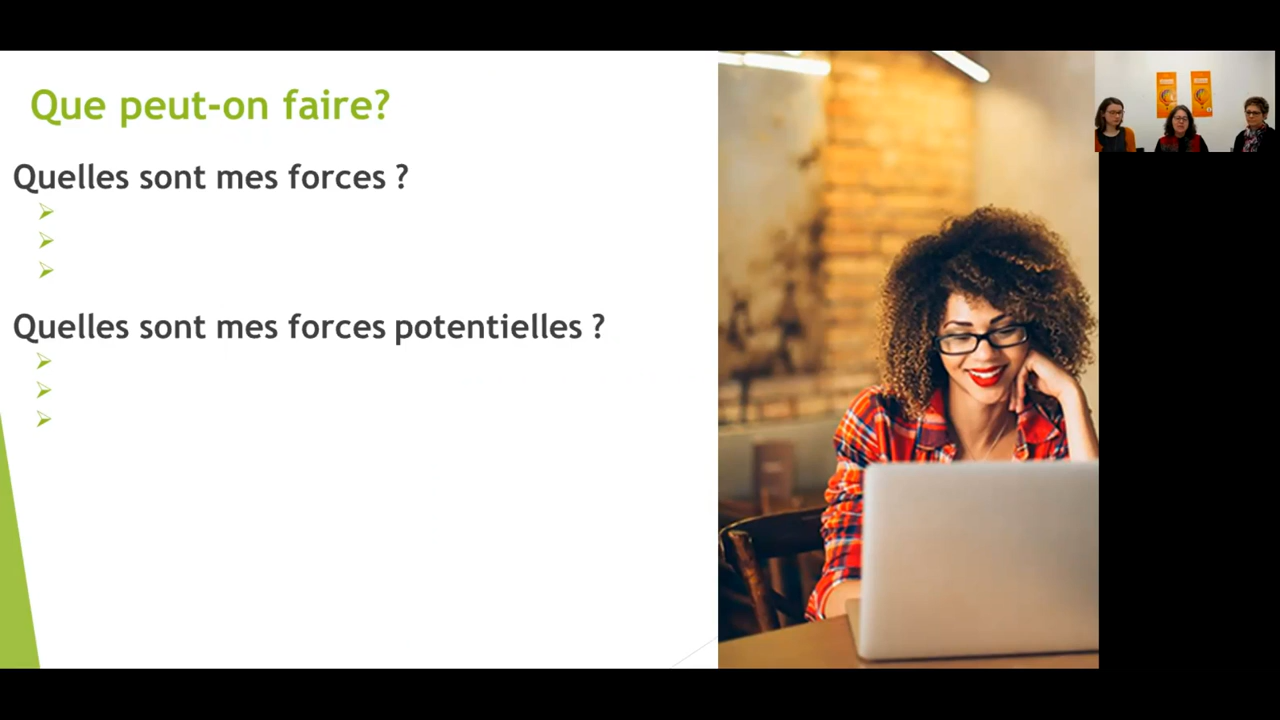 Que peut-on faire?
Quelles sont mes forces ?
Quelles sont mes forces potentielles ?